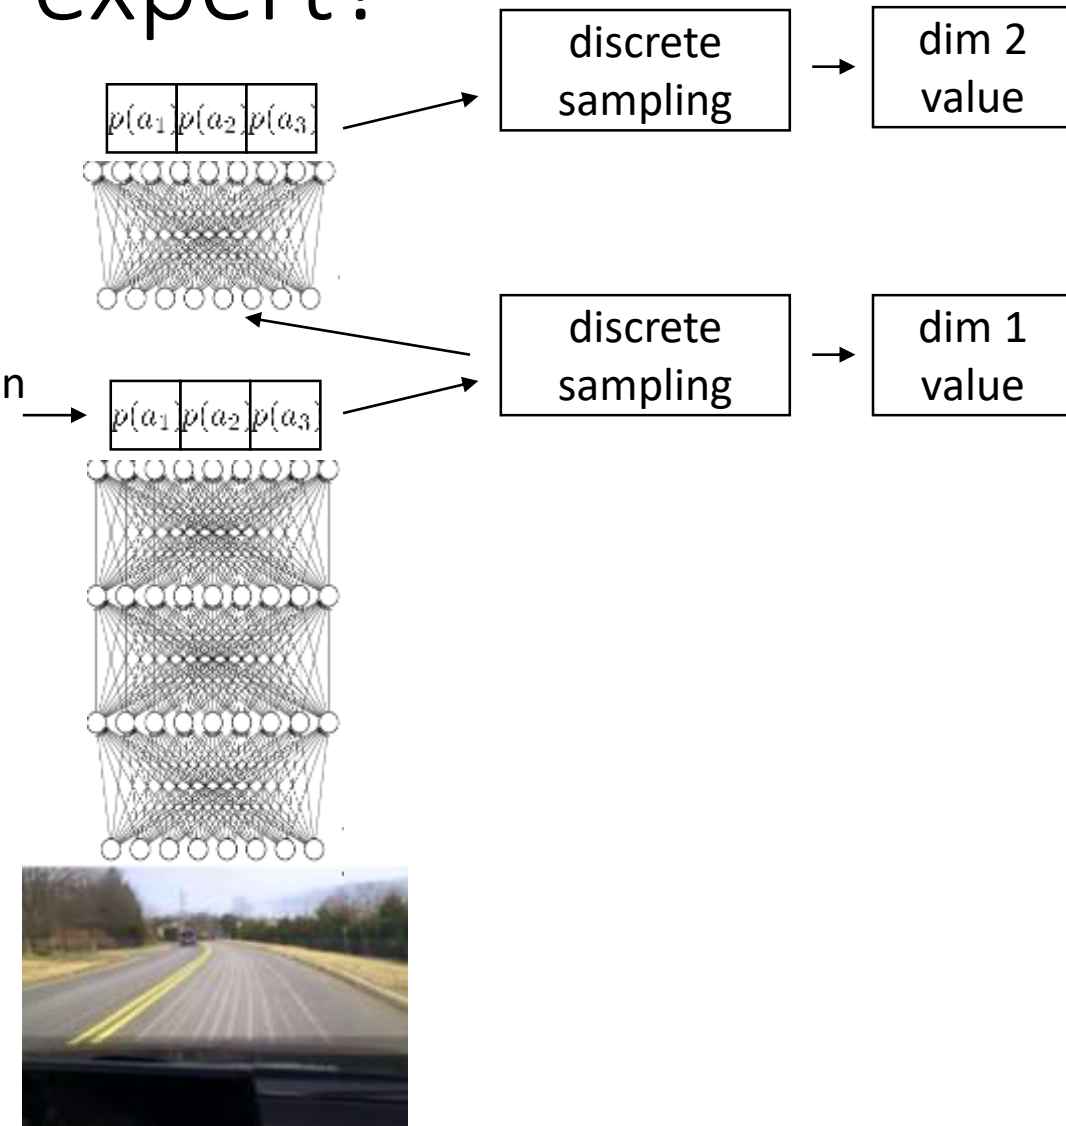 expert?
discrete
sampling
dim 2
value
p(a₁) p(a₂) p(a₃)
discrete
sampling
dim 1
value
n
p(a₁) p(a₂) p(a₃)